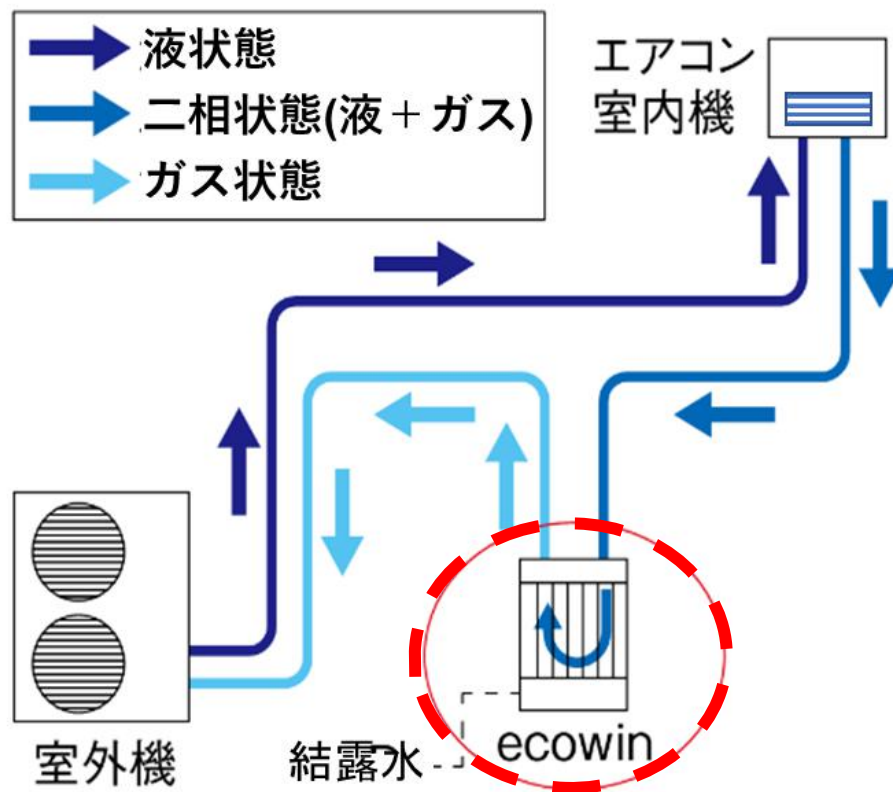 液状態
二相状態(液+ガス)
ガス状態
エアコン
室内機
室外機
結露水
ecowin